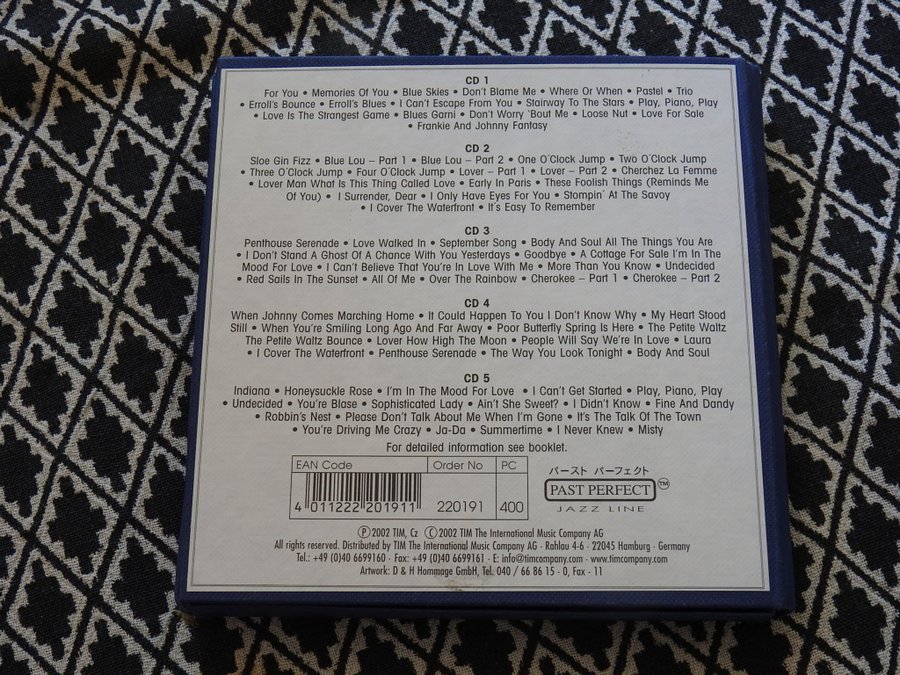 CD 1
For You • Memories Of You • Blue Skies • Don't Blame Me • Where Or When • Pastel • Trio
• Erroll's Bounce • Erroll's Blues • I Can't Escape From You • Stairway To The Stars • Play, Piano, Play
• Love Is The Strangest Game • Blues Garni • Don't Worry `Bout Me • Loose Nut • Love For Sale
• Frankie And Johnny Fantasy
CD 2
Sloe Gin Fizz • Blue Lou – Part 1 • Blue Lou – Part 2 • One O´Clock Jump • Two O´Clock Jump
• Three O´Clock Jump • Four O´Clock Jump • Lover – Part 1 • Lover – Part 2 • Cherchez La Femme
• Lover Man What Is This Thing Called Love • Early In Paris • These Foolish Things (Reminds Me
Of You) • I Surrender, Dear • I Only Have Eyes For You • Stompin´ At The Savoy
• I Cover The Waterfront • It´s Easy To Remember
CD 3
Penthouse Serenade • Love Walked In • September Song • Body And Soul All The Things You Are
• I Don't Stand A Ghost Of A Chance With You Yesterdays • Goodbye • A Cottage For Sale I'm In The
Mood For Love • I Can't Believe That You're In Love With Me • More Than You Know • Undecided
• Red Sails In The Sunset • All Of Me • Over The Rainbow • Cherokee – Part 1 • Cherokee – Part 2
CD 4
When Johnny Comes Marching Home • It Could Happen To You I Don't Know Why • My Heart Stood
Still • When You're Smiling Long Ago And Far Away • Poor Butterfly Spring Is Here • The Petite Waltz
The Petite Waltz Bounce • Lover How High The Moon • People Will Say We're In Love • Laura
• I Cover The Waterfront • Penthouse Serenade • The Way You Look Tonight • Body And Soul
CD 5
Indiana • Honeysuckle Rose • I'm In The Mood For Love • I Can't Get Started • Play, Piano, Play
• Undecided • You're Blase • Sophisticated Lady • Ain't She Sweet? • I Didn't Know • Fine And Dandy
• Robbin's Nest • Please Don't Talk About Me When I'm Gone • It's The Talk Of The Town
• You're Driving Me Crazy • Ja-Da • Summertime • I Never Knew • Misty
For detailed information see booklet.
EAN Code
Order No
PC
4 011222 201911
220191
400
パースト パーフェクト
PAST PERFECT™
JAZZ LINE
Ⓟ2002 TIM, Cz Ⓒ2002 TIM The International Music Company AG
All rights reserved. Distributed by TIM The International Music Company AG · Rahlau 4-6 · 22045 Hamburg · Germany
Tel.: +49 (0)40 6699160 · Fax: +49 (0)40 6699161 · E: info@timcompany.com · www.timcompany.com
Artwork: D & H Hommage GmbH, Tel. 040 / 66 86 15 - 0, Fax - 11